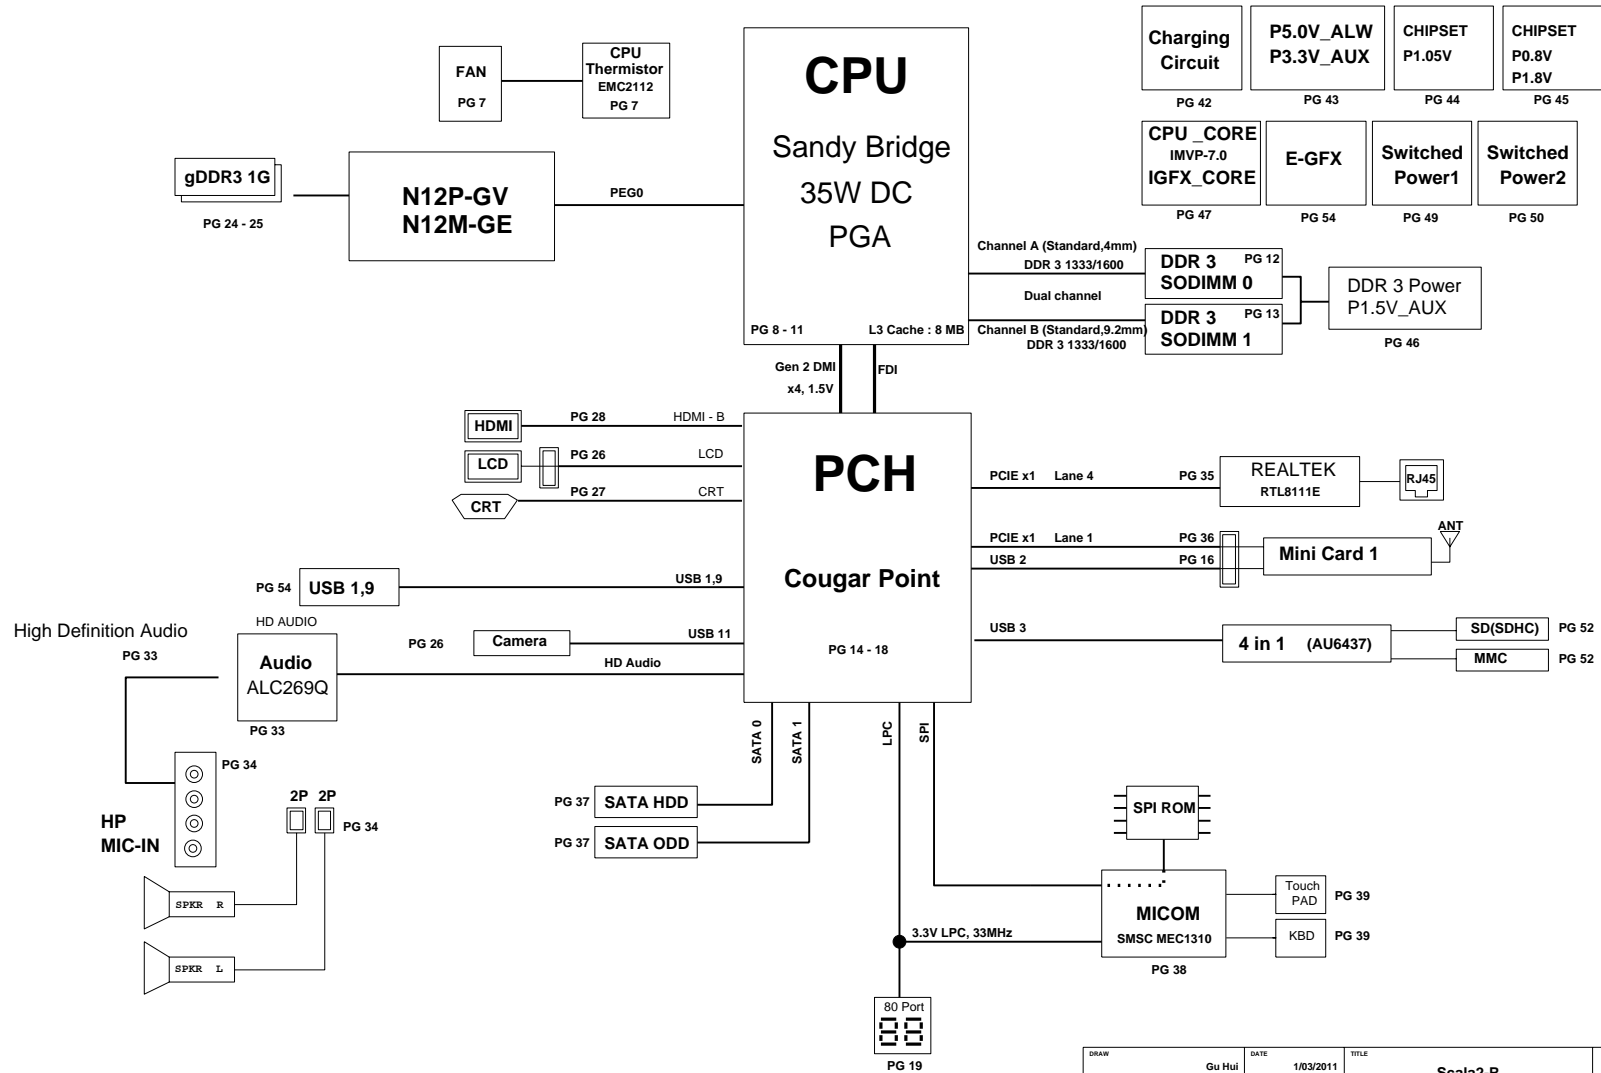 FAN
PG 7
CPU
Thermistor
EMC2112
PG 7
CPU
Sandy Bridge
35W DC
PGA
PG 8 - 11
L3 Cache : 8 MB
Charging
Circuit
PG 42
P5.0V_ALW
P3.3V_AUX
PG 43
CHIPSET
P1.05V
PG 44
CHIPSET
P0.8V
P1.8V
PG 45
CPU _CORE
IMVP-7.0
IGFX_CORE
PG 47
E-GFX
PG 54
Switched
Power1
PG 49
Switched
Power2
PG 50
gDDR3 1G
PG 24 - 25
N12P-GV
N12M-GE
PEG0
Channel A (Standard,4mm)
DDR 3 1333/1600
Dual channel
Channel B (Standard,9.2mm)
DDR 3 1333/1600
DDR 3
PG 12
SODIMM 0
DDR 3
PG 13
SODIMM 1
DDR 3 Power
P1.5V_AUX
PG 46
Gen 2 DMI
x4, 1.5V
FDI
HDMI
PG 28
HDMI - B
LCD
PG 26
LCD
CRT
PG 27
CRT
PCH
Cougar Point
PG 14 - 18
PCIE x1 Lane 4
PG 35
REALTEK
RTL8111E
RJ45
PCIE x1 Lane 1
PG 36
USB 2
PG 16
Mini Card 1
ANT
PG 54
USB 1,9
USB 1,9
High Definition Audio
PG 33
HD AUDIO
Audio
ALC269Q
PG 33
PG 26
Camera
USB 11
HD Audio
USB 3
4 in 1 (AU6437)
SD(SDHC)
PG 52
MMC
PG 52
SATA 0
SATA 1
LPC
SPI
PG 34
HP
MIC-IN
2P 2P
PG 34
SPKR R
SPKR L
PG 37
SATA HDD
PG 37
SATA ODD
SPI ROM
MICOM
SMSC MEC1310
PG 38
Touch
PAD
PG 39
KBD
PG 39
3.3V LPC, 33MHz
80 Port
88
PG 19
DRAW
Gu Hui
DATE
1/03/2011
TITLE
Scala2-R